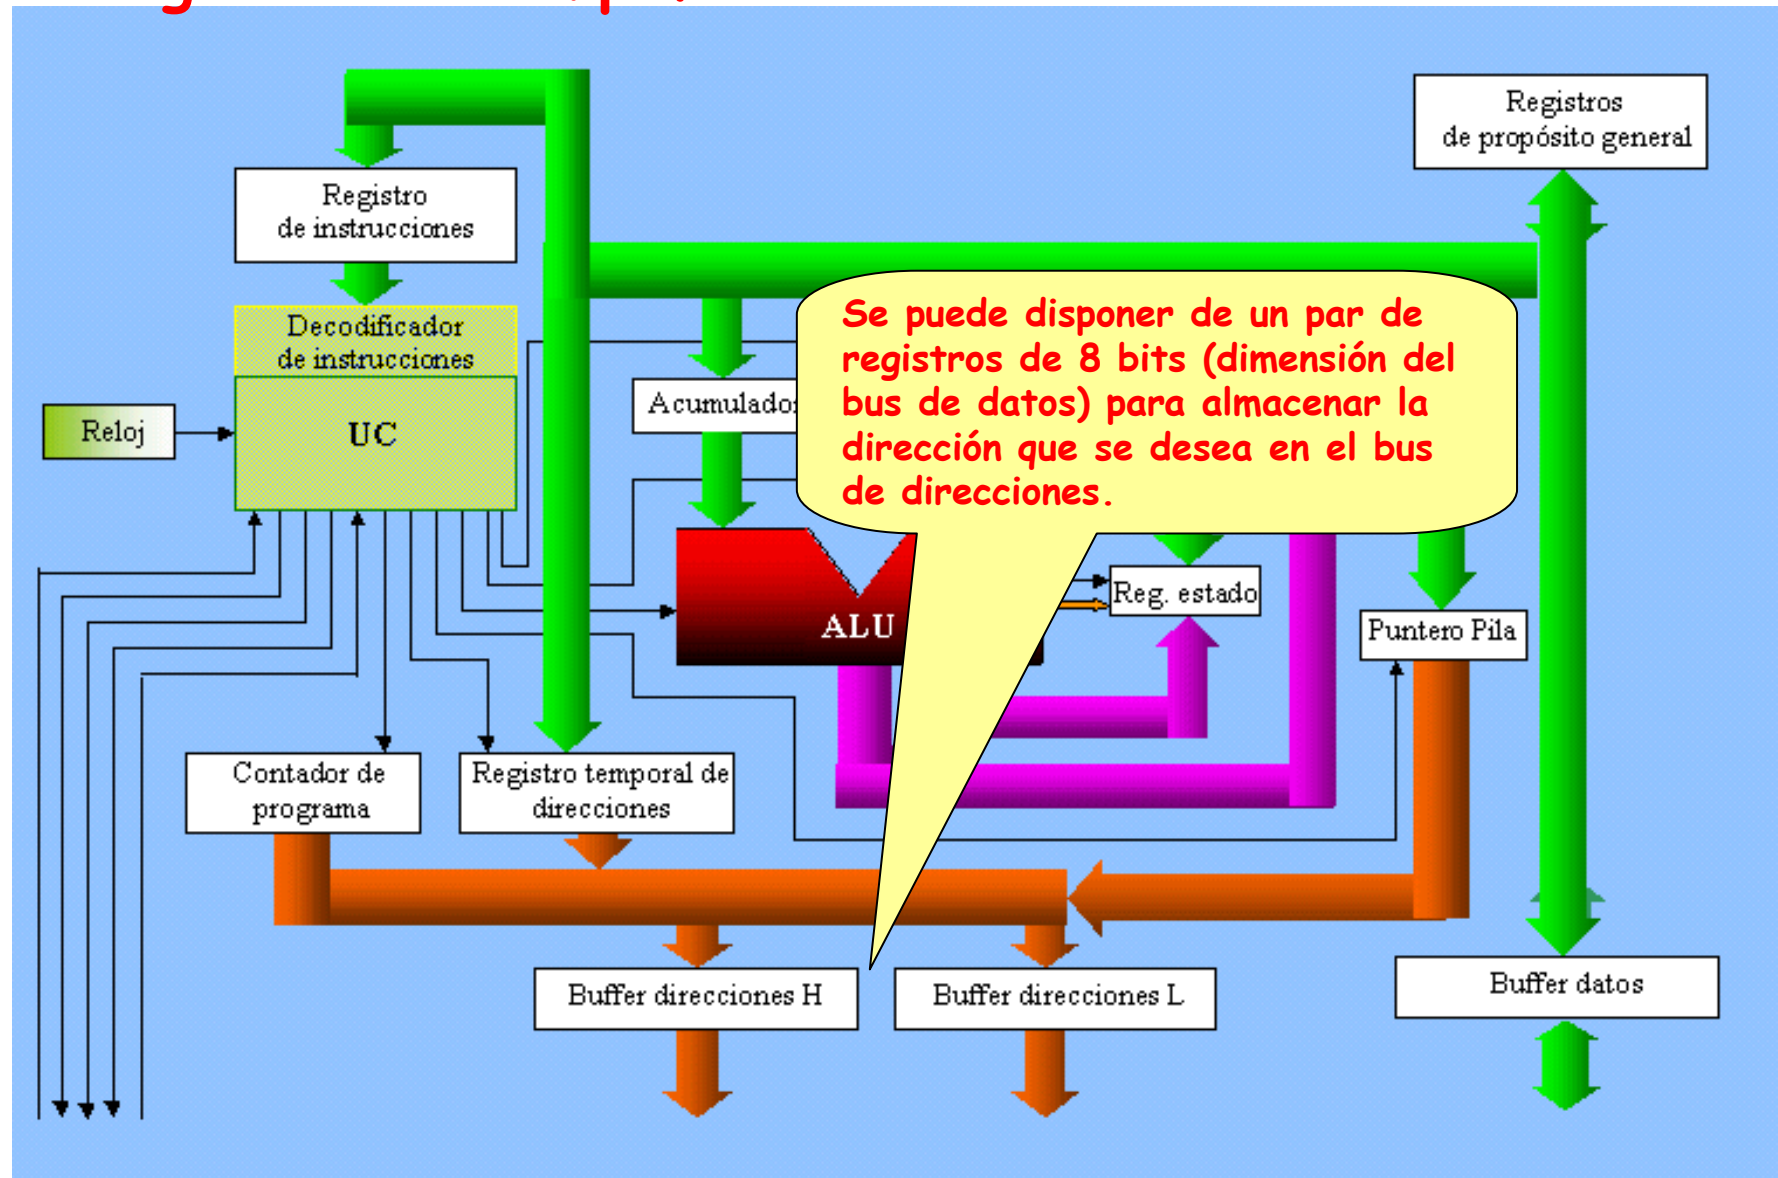 Registros
de propósito general
Registro
de instrucciones
Decodificador
de instrucciones
UC
Reloj
Se puede disponer de un par de
registros de 8 bits (dimensión del
bus de datos) para almacenar la
dirección que se desea en el bus
de direcciones.
Acumulador
ALU
Reg. estado
Puntero Pila
Contador de
programa
Registro temporal de
direcciones
Buffer direcciones H
Buffer direcciones L
Buffer datos